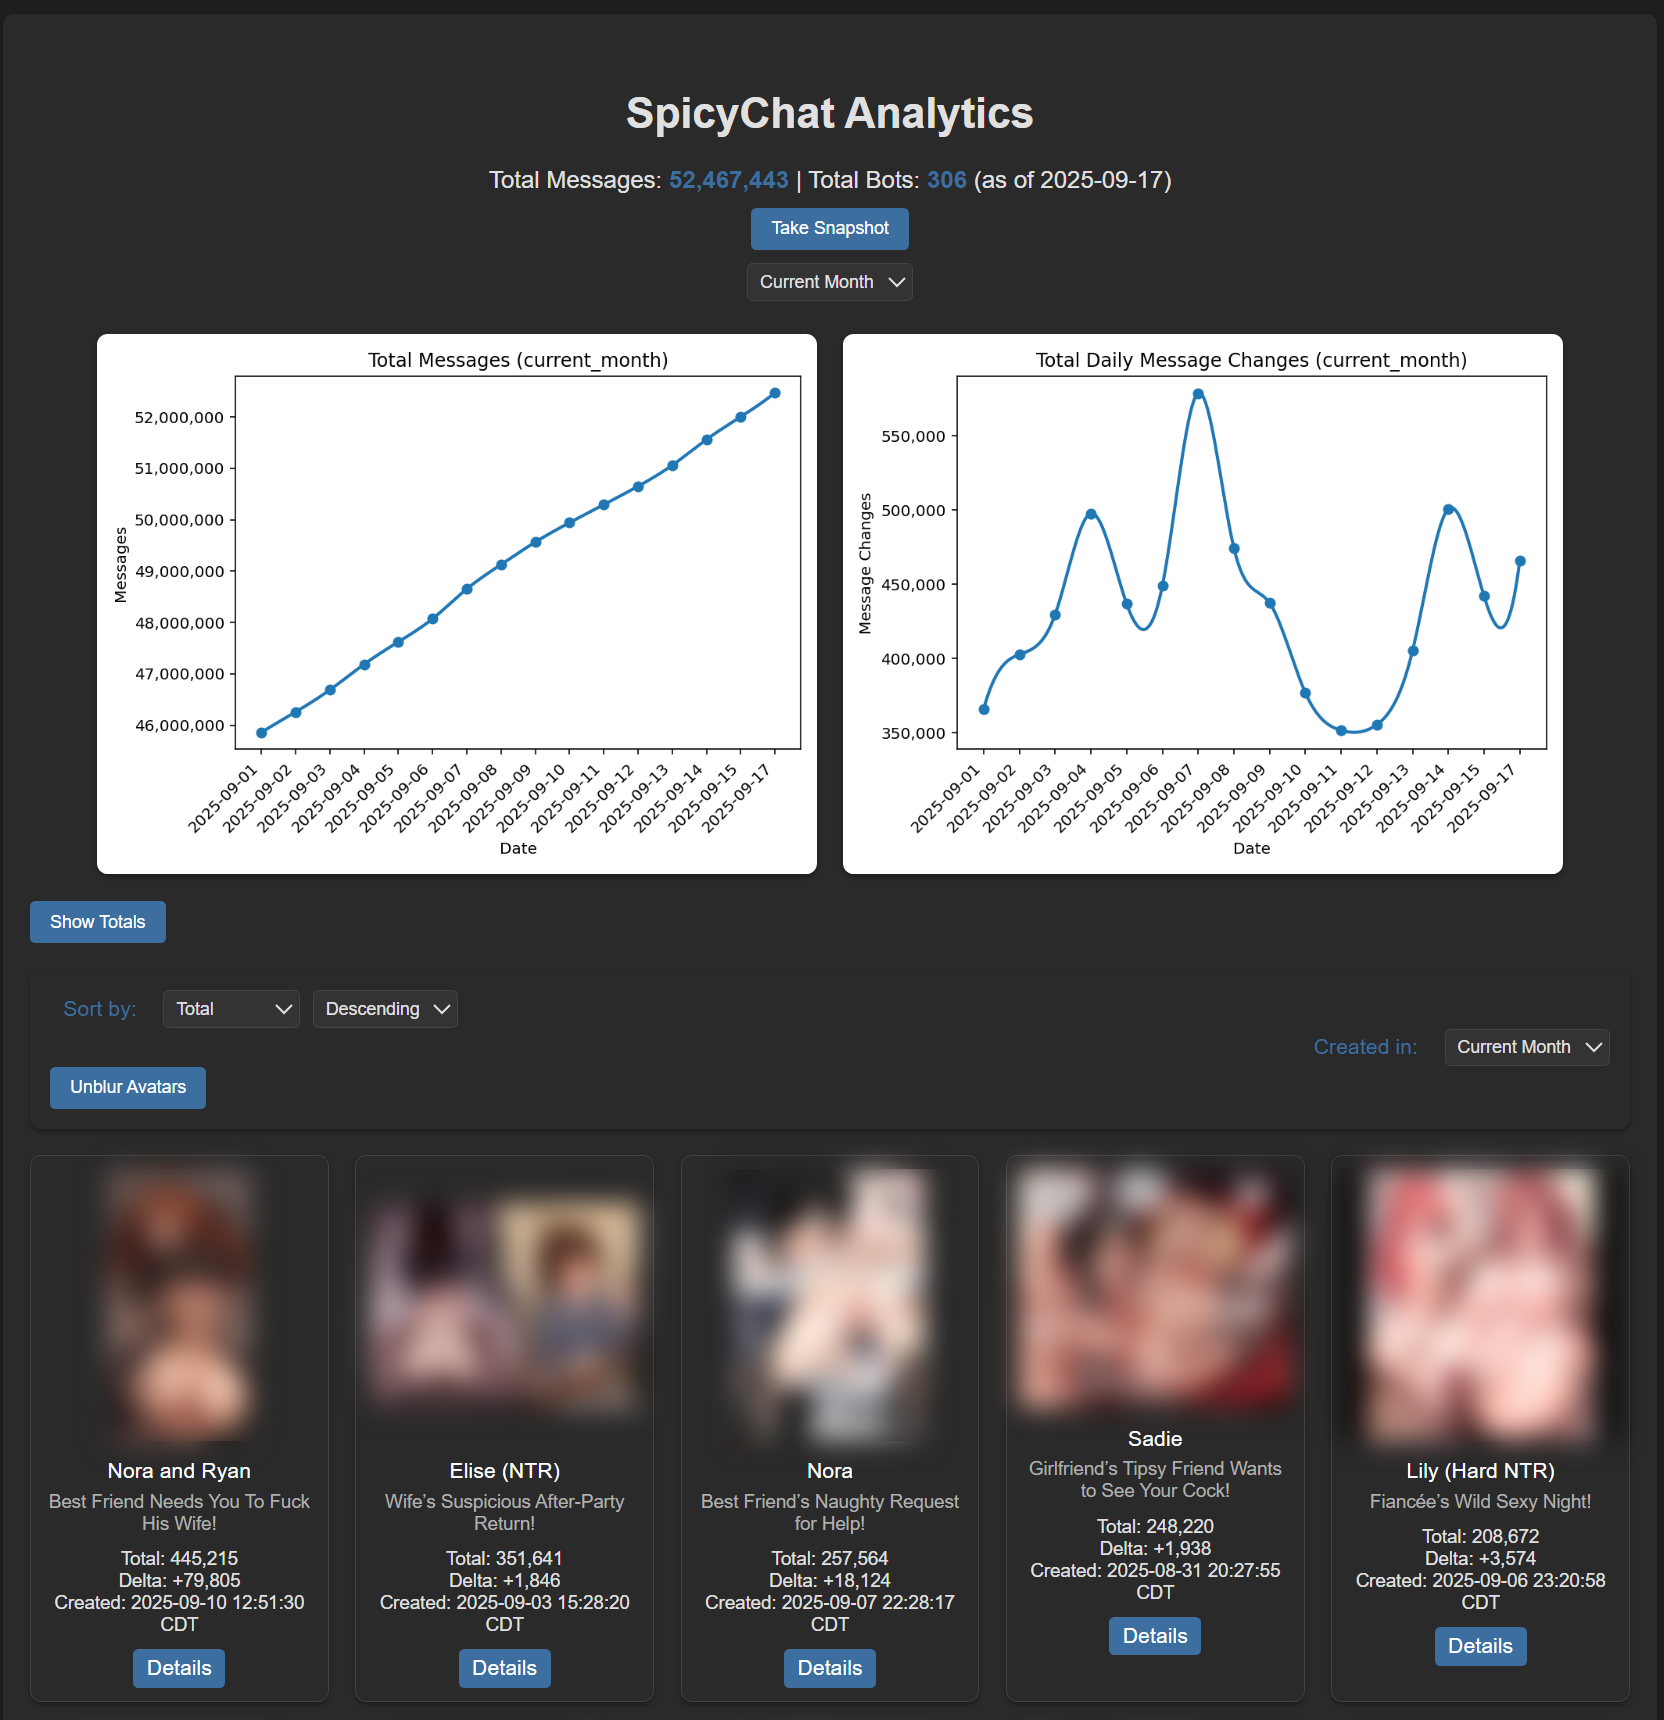 SpicyChat Analytics
Total Messages: 52,467,443 | Total Bots: 306 (as of 2025-09-17)
Take Snapshot
Current Month
Total Messages (current_month)
52,000,000
51,000,000
50,000,000
49,000,000
48,000,000
47,000,000
46,000,000
Messages
2025-09-01
2025-09-02
2025-09-03
2025-09-04
2025-09-05
2025-09-06
2025-09-07
2025-09-08
2025-09-09
2025-09-10
2025-09-11
2025-09-12
2025-09-13
2025-09-14
2025-09-15
2025-09-17
Date
Total Daily Message Changes (current_month)
550,000
500,000
450,000
400,000
350,000
Message Changes
2025-09-01
2025-09-02
2025-09-03
2025-09-04
2025-09-05
2025-09-06
2025-09-07
2025-09-08
2025-09-09
2025-09-10
2025-09-11
2025-09-12
2025-09-13
2025-09-14
2025-09-15
2025-09-17
Date
Show Totals
Sort by: Total Descending
Created in: Current Month
Unblur Avatars
Nora and Ryan
Best Friend Needs You To Fuck
His Wife!
Total: 445,215
Delta: +79,805
Created: 2025-09-10 12:51:30
CDT
Details
Elise (NTR)
Wife’s Suspicious After-Party
Return!
Total: 351,641
Delta: +1,846
Created: 2025-09-03 15:28:20
CDT
Details
Nora
Best Friend’s Naughty Request
for Help!
Total: 257,564
Delta: +18,124
Created: 2025-09-07 22:28:17
CDT
Details
Sadie
Girlfriend’s Tipsy Friend Wants
to See Your Cock!
Total: 248,220
Delta: +1,938
Created: 2025-08-31 20:27:55
CDT
Details
Lily (Hard NTR)
Fiancée’s Wild Sexy Night!
Total: 208,672
Delta: +3,574
Created: 2025-09-06 23:20:58
CDT
Details